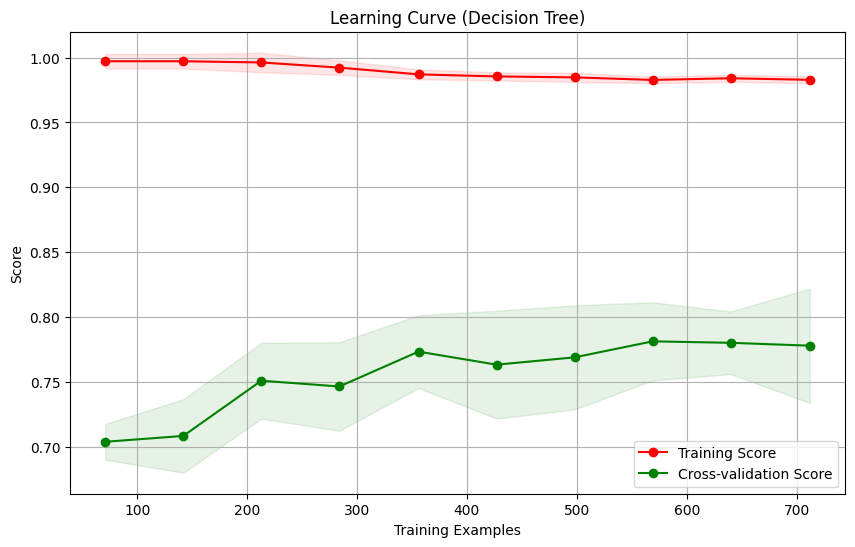 Learning Curve (Decision Tree)
1.00
0.95
0.90
0.85
0.80
0.75
0.70
Score
100 200 300 400 500 600 700
Training Examples
Training Score
Cross-validation Score